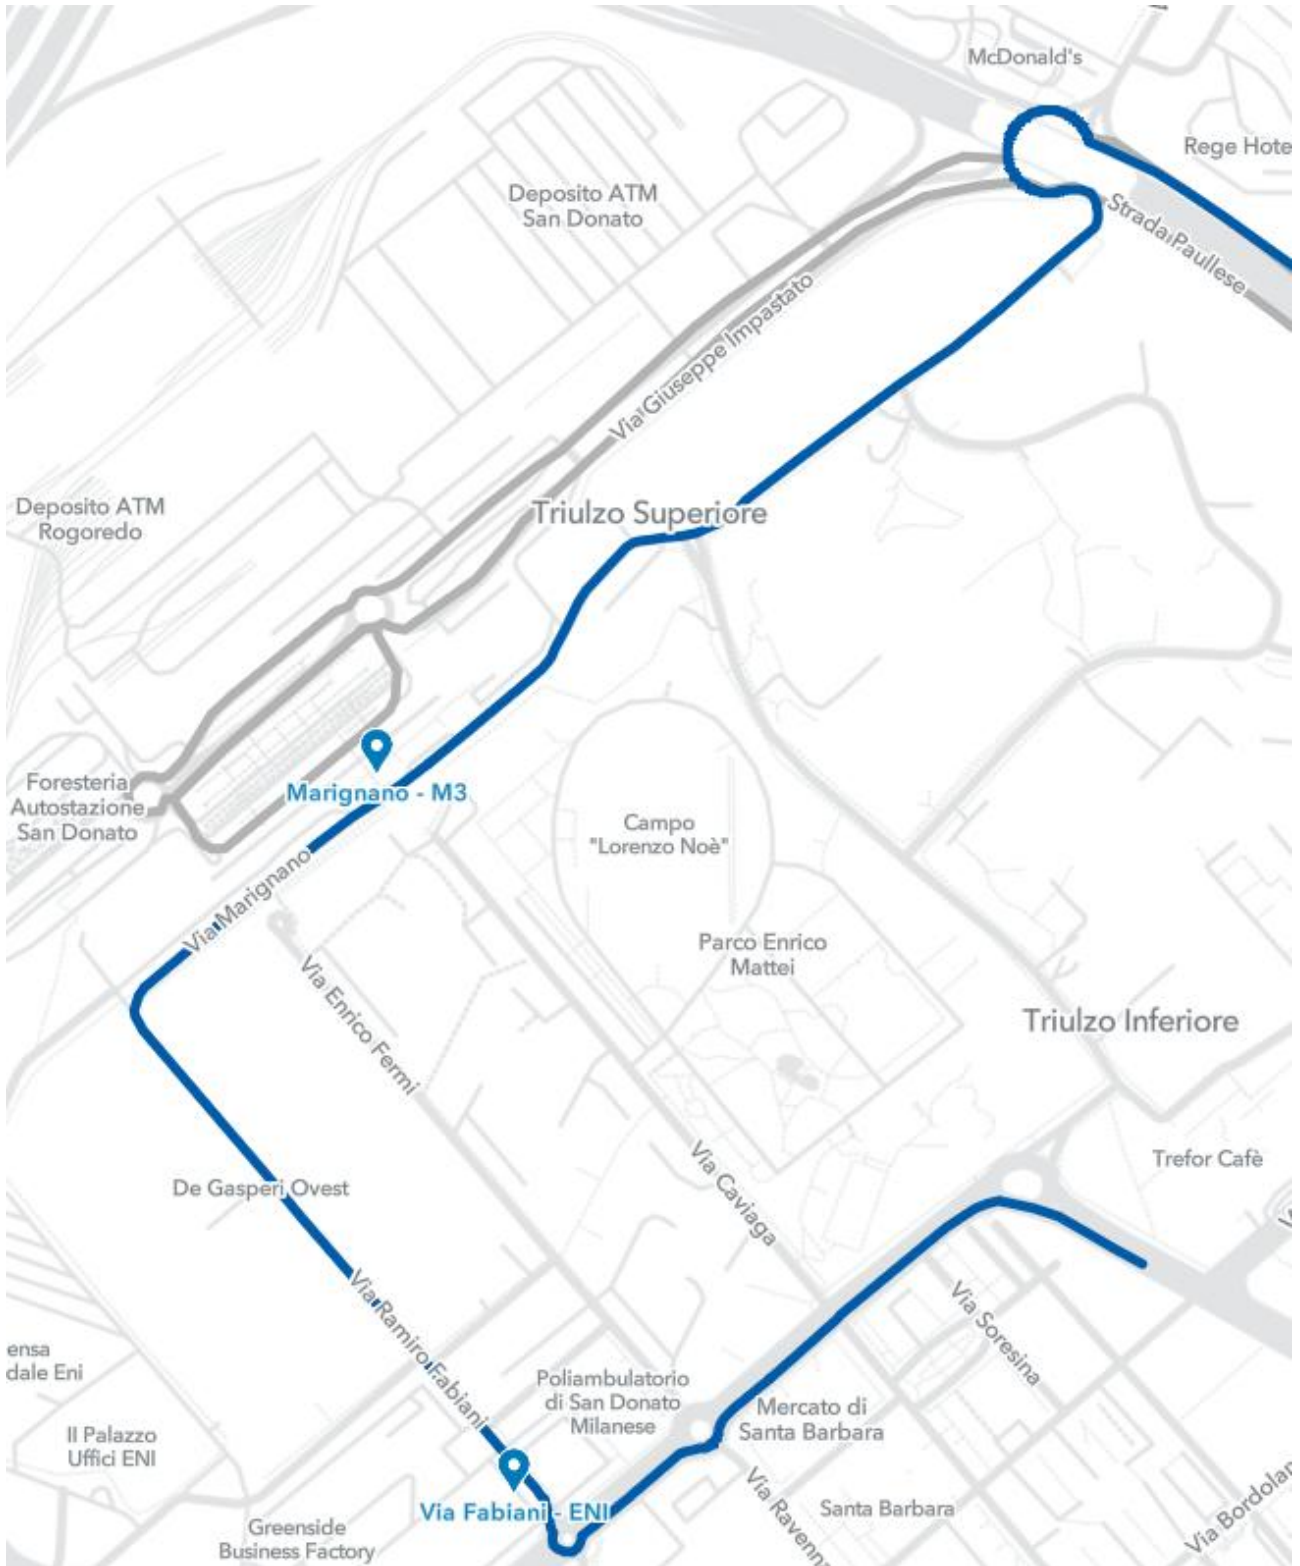 McDonald's
Rege Hote
Deposito ATM
San Donato
Strada Paullese
Via Giuseppe Impastato
Deposito ATM
Rogoredo
Triulzo Superiore
Foresteria
Autostazione
San Donato
Marignano - M3
Campo
"Lorenzo Noè"
Via Marignano
Parco Enrico
Mattei
Via Enrico Fermi
Triulzo Inferiore
De Gasperi Ovest
Via Caviaga
Trefor Cafè
Via Ramiro Fabiani
Via Soresina
ensa
dale Eni
Poliambulatorio
di San Donato
Milanese
Mercato di
Santa Barbara
Il Palazzo
Uffici ENI
Via Fabiani - ENI
Via Ravenn
Santa Barbara
Via Bordolan
Greenside
Business Factory